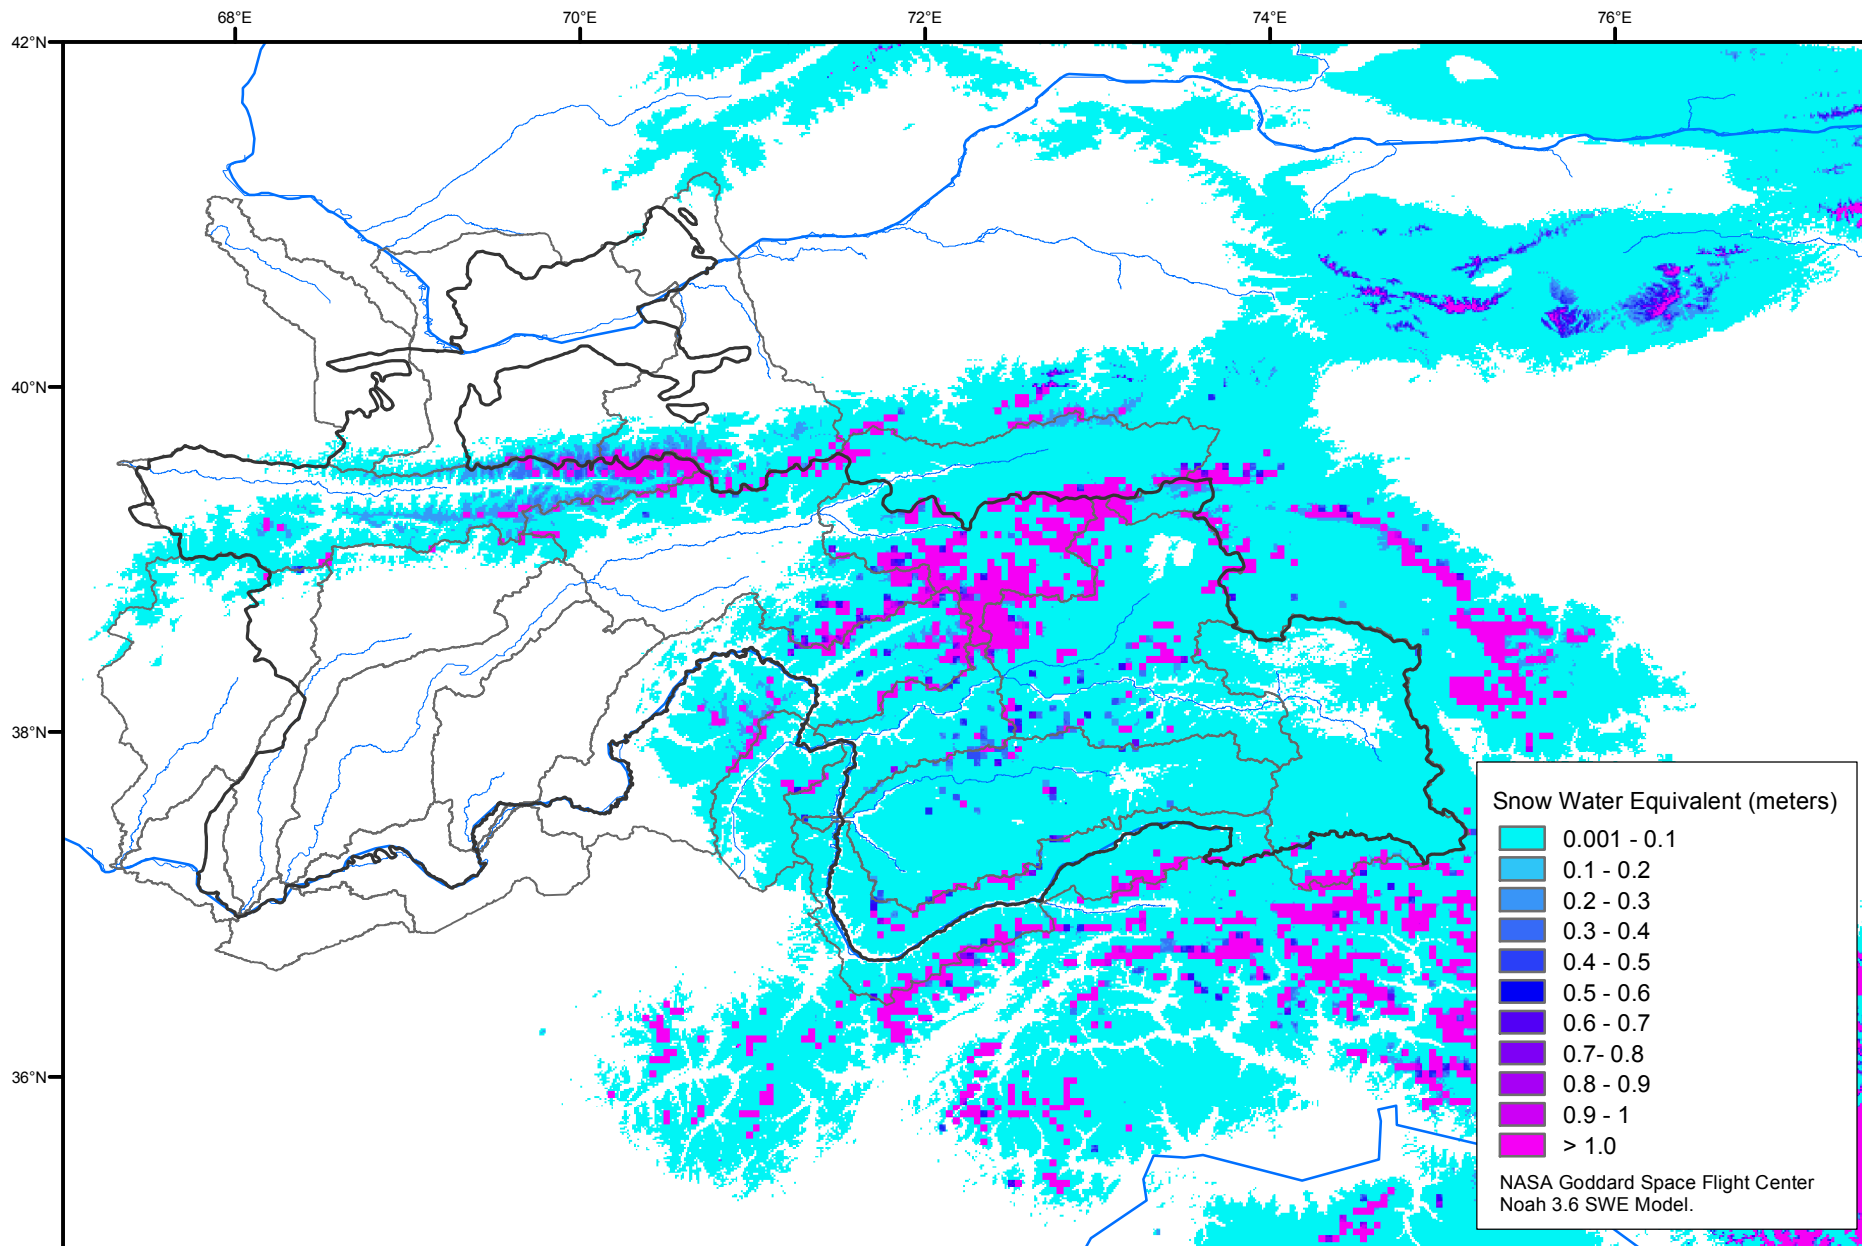 68°E
70°E
72°E
74°E
76°E
42°N
40°N
38°N
36°N
Snow Water Equivalent (meters)
0.001 - 0.1
0.1 - 0.2
0.2 - 0.3
0.3 - 0.4
0.4 - 0.5
0.5 - 0.6
0.6 - 0.7
0.7- 0.8
0.8 - 0.9
0.9 - 1
> 1.0
NASA Goddard Space Flight Center
Noah 3.6 SWE Model.